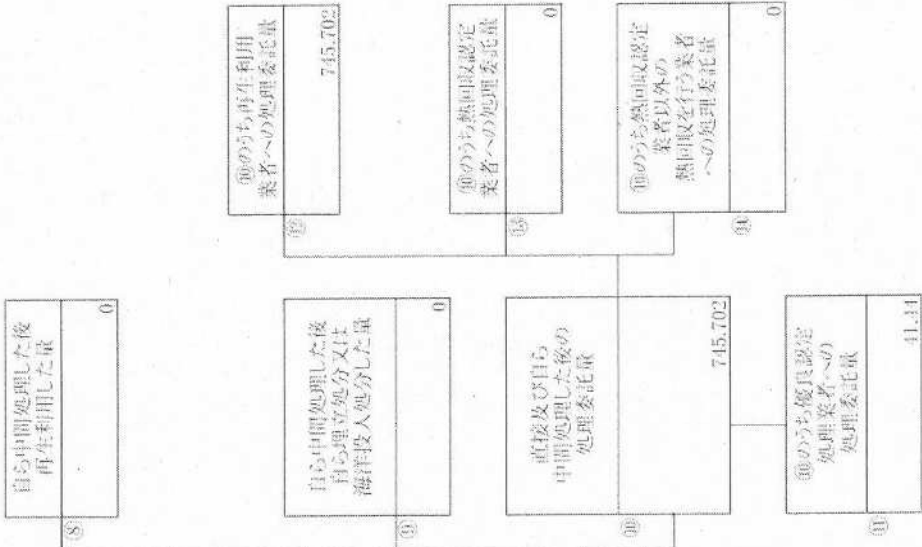 ⑧
自ら中間処理した後
再生利用した量
0
⑨
自ら中間処理した後
自ら埋立処分又は
海洋投入処分した量
0
⑩
直接及び自ら
中間処理した後の
処理委託量
745.702
⑪
⑩のうち優良認定
処理業者への
処理委託量
41.44
⑫
⑩のうち再生利用
業者への処理委託量
745.702
⑬
⑩のうち熱回収認定
業者への処理委託量
0
⑭
⑩のうち熱回収認定
業者以外の
熱回収を行う業者
への処理委託量
0